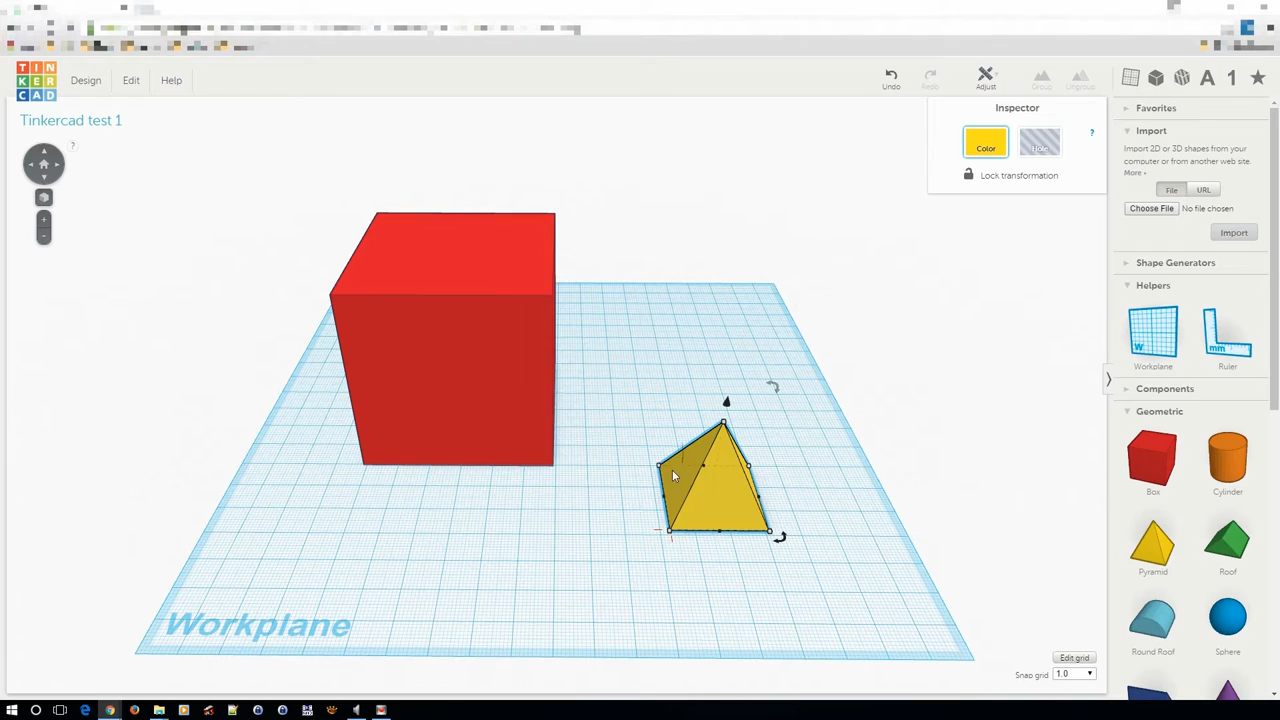 TIN
KER
CAD
Design
Edit
Help
Undo
Redo
Adjust
Group
Ungroup
Tinkercad test 1
?
Inspector
Color
Hole
?
Lock transformation
Favorites
Import
Import 2D or 3D shapes from your
computer or from another web site.
More
File
URL
Choose File
No file chosen
Import
Shape Generators
Helpers
W
mm
Workplane
Ruler
Components
Geometric
Box
Cylinder
Pyramid
Roof
Round Roof
Sphere
Workplane
Edit grid
Snap grid
1.0